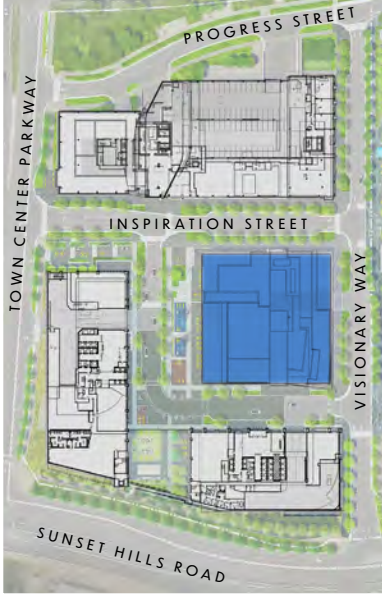 PROGRESS STREET
TOWN CENTER PARKWAY
INSPIRATION STREET
VISIONARY WAY
SUNSET HILLS ROAD